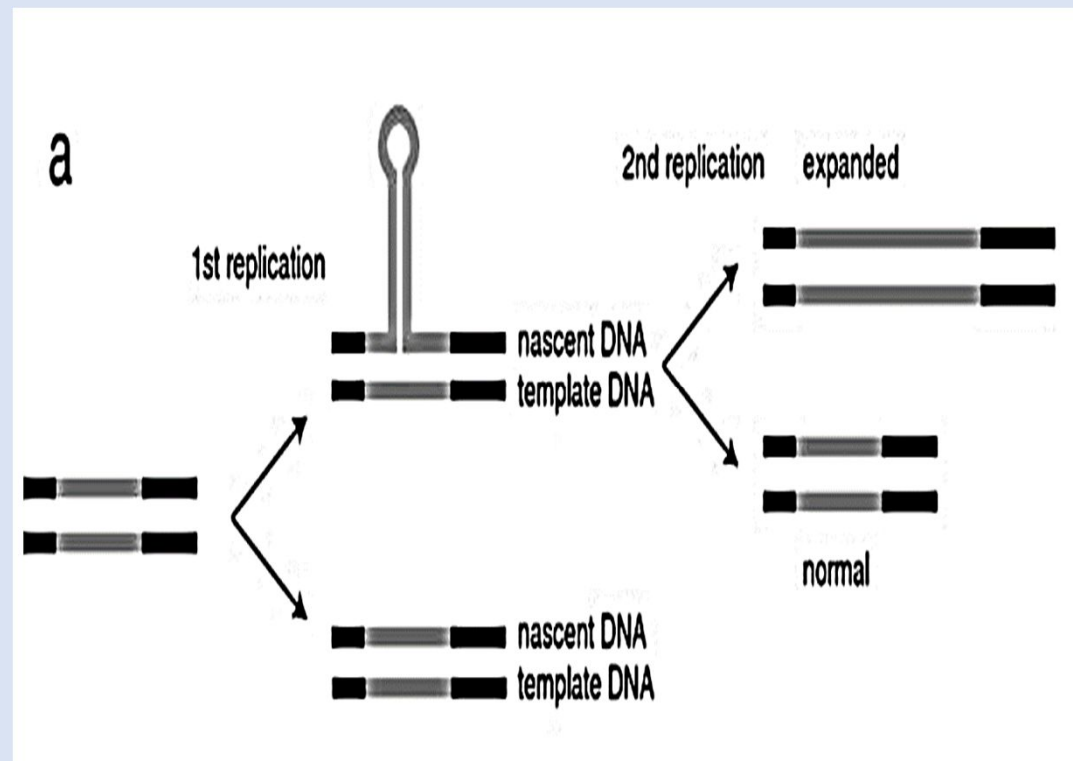 a
2nd replication expanded
1st replication
nascent DNA
template DNA
normal
nascent DNA
template DNA